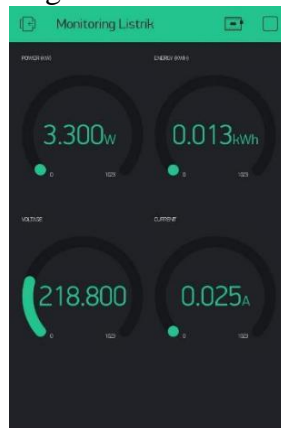 Monitoring Listrik
POWER (KW)
ENERGY (KWH)
3.300W
0.013kWh
0
1023
0
1023
VOLTAGE
CURRENT
218.800
0.025A
0
1023
0
1023